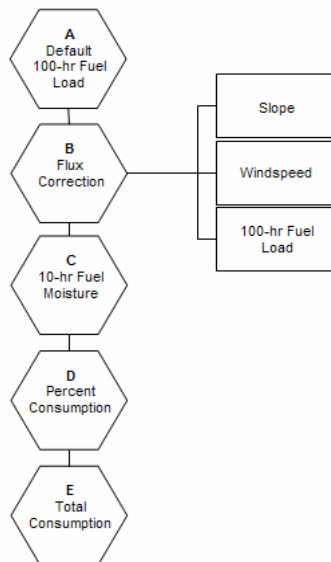 A
Default
100-hr Fuel
Load
B
Flux
Correction
Slope
Windspeed
100-hr Fuel
Load
C
10-hr Fuel
Moisture
D
Percent
Consumption
E
Total
Consumption